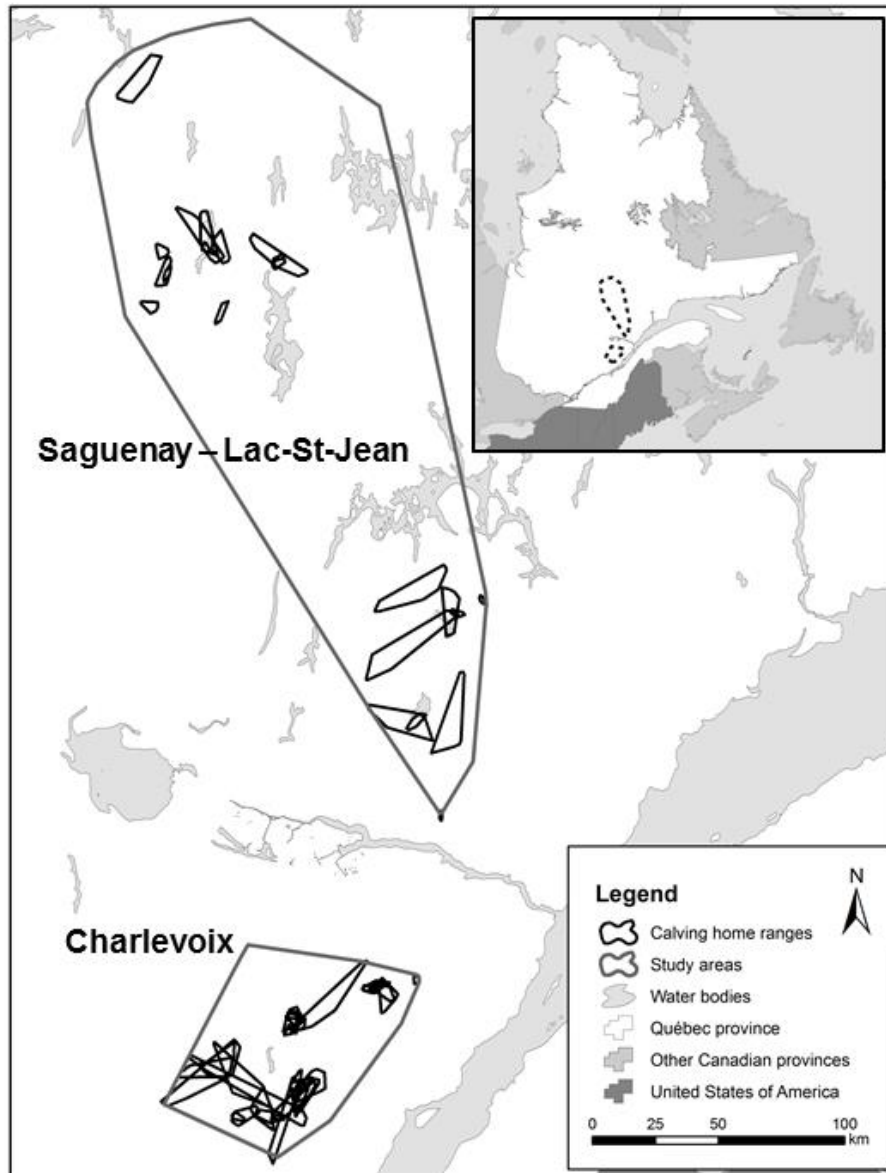 Saguenay – Lac-St-Jean
Charlevoix
N
Legend
Calving home ranges
Study areas
Water bodies
Québec province
Other Canadian provinces
United States of America
0 25 50 100
km